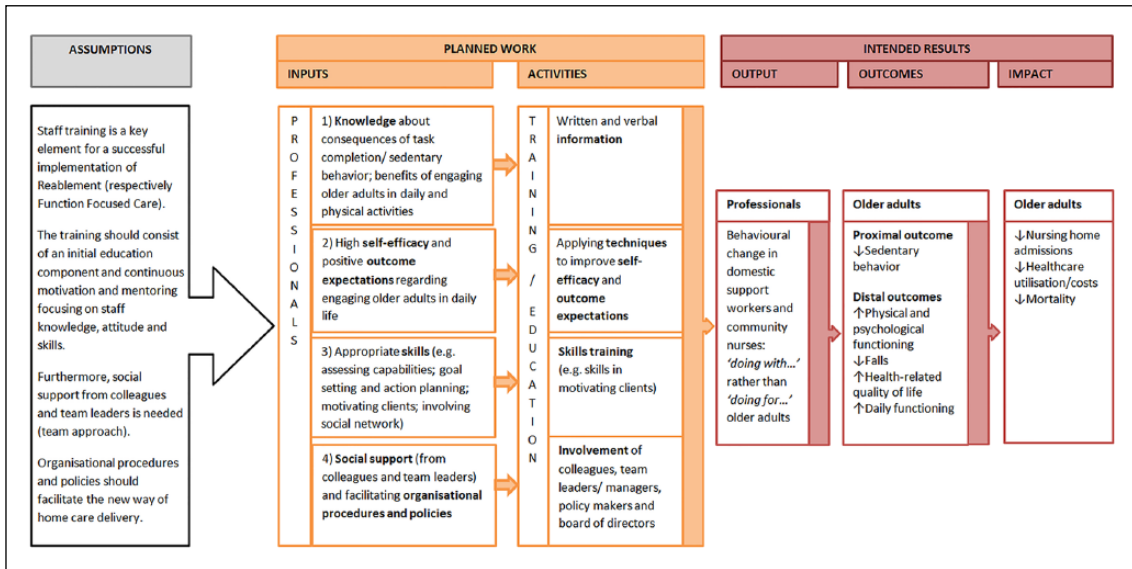 ASSUMPTIONS
PLANNED WORK
INTENDED RESULTS
INPUTS
ACTIVITIES
OUTPUT
OUTCOMES
IMPACT
Staff training is a key
element for a successful
implementation of
Reablement (respectively
Function Focused Care).
The training should consist
of an initial education
component and continuous
motivation and mentoring
focusing on staff
knowledge, attitude and
skills.
Furthermore, social
support from colleagues
and team leaders is needed
(team approach).
Organisational procedures
and policies should
facilitate the new way of
home care delivery.
PROFESSIONALS
1) Knowledge about
consequences of task
completion/ sedentary
behavior; benefits of engaging
older adults in daily and
physical activities
2) High self-efficacy and
positive outcome
expectations regarding
engaging older adults in daily
life
3) Appropriate skills (e.g.
assessing capabilities; goal
setting and action planning;
motivating clients; involving
social network)
4) Social support (from
colleagues and team leaders)
and facilitating organisational
procedures and policies
TRAINING / EDUCATION
Written and verbal
information
Applying techniques
to improve self-
efficacy and
outcome
expectations
Skills training
(e.g. skills in
motivating clients)
Involvement of
colleagues, team
leaders/ managers,
policy makers and
board of directors
Professionals
Behavioural
change in
domestic
support
workers and
community
nurses:
‘doing with...’
rather than
‘doing for...’
older adults
Older adults
Proximal outcome
↓Sedentary
behavior
Distal outcomes
↑Physical and
psychological
functioning
↓Falls
↑Health-related
quality of life
↑Daily functioning
Older adults
↓Nursing home
admissions
↓Healthcare
utilisation/costs
↓Mortality